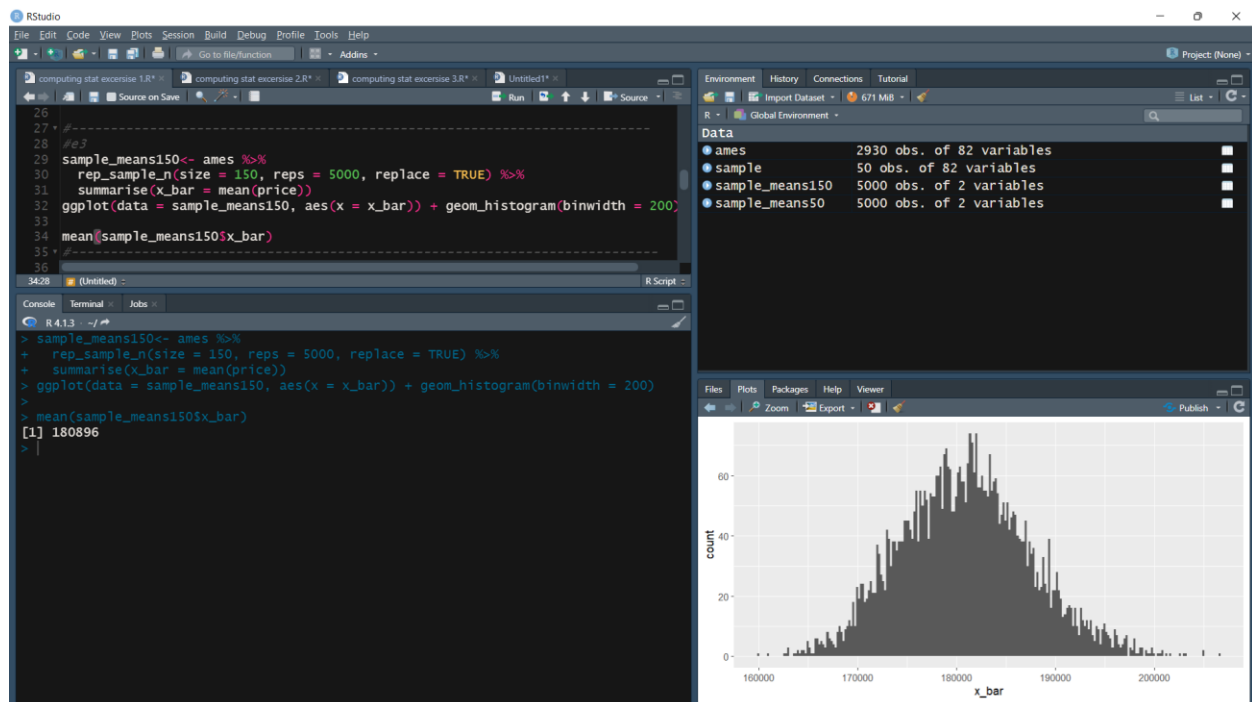 RStudio
File Edit Code View Plots Session Build Debug Profile Tools Help
Go to file/function Addins Project: (None)
computing stat excersise 1.R* computing stat excersise 2.R* computing stat excersise 3.R* Untitled1*
Source on Save Run Source
26
27 #-----------------------------------------------------------------------
28 #e3
29 sample_means150<- ames %>%
30 rep_sample_n(size = 150, reps = 5000, replace = TRUE) %>%
31 summarise(x_bar = mean(price))
32 ggplot(data = sample_means150, aes(x = x_bar)) + geom_histogram(binwidth = 200)
33
34 mean(sample_means150$x_bar)
35 #------------------------------------------------------------------------
36
34:28 (Untitled) R Script
Console Terminal Jobs
R 4.1.3 · ~/
> sample_means150<- ames %>%
+ rep_sample_n(size = 150, reps = 5000, replace = TRUE) %>%
+ summarise(x_bar = mean(price))
> ggplot(data = sample_means150, aes(x = x_bar)) + geom_histogram(binwidth = 200)
>
> mean(sample_means150$x_bar)
[1] 180896
>
Environment History Connections Tutorial
Import Dataset 671 MiB List
R Global Environment
Data
ames 2930 obs. of 82 variables
sample 50 obs. of 82 variables
sample_means150 5000 obs. of 2 variables
sample_means50 5000 obs. of 2 variables
Files Plots Packages Help Viewer
Zoom Export Publish
60
40
20
0
count
160000 170000 180000 190000 200000
x_bar